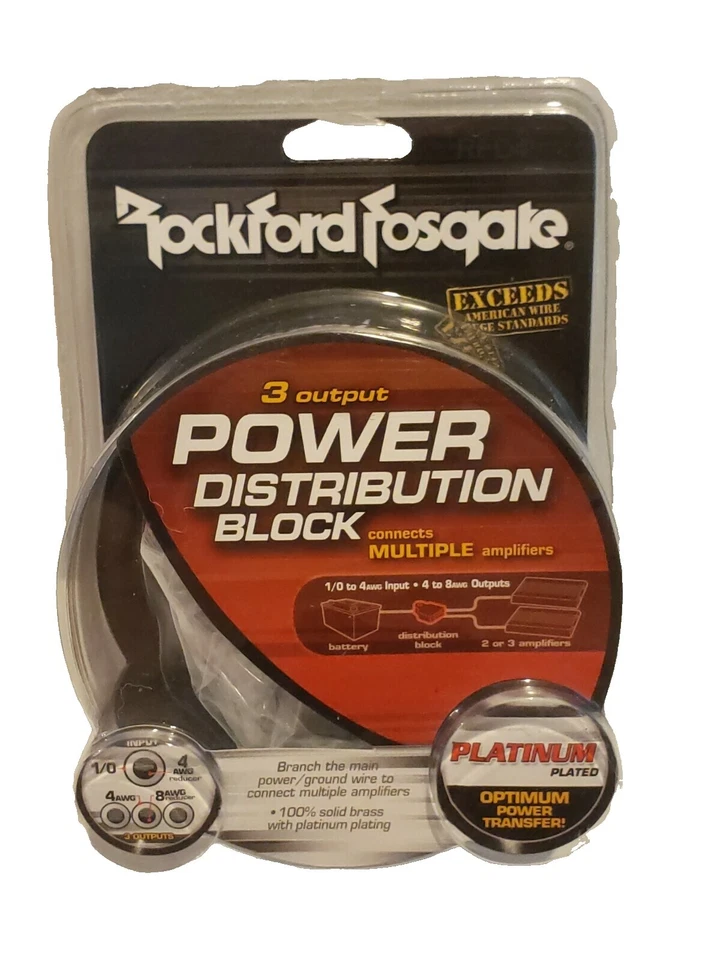 Rockford Fosgate®
EXCEEDS
AMERICAN WIRE
GE STANDARDS
3 output
POWER
DISTRIBUTION
BLOCK connects
MULTIPLE amplifiers
1/0 to 4AWG Input • 4 to 8AWG Outputs
battery
distribution
block
2 or 3 amplifiers
INPUT
1/0
4
AWG
reducer
4AWG
8AWG
reducer
3 OUTPUTS
Branch the main
power/ground wire to
connect multiple amplifiers
• 100% solid brass
with platinum plating
PLATINUM
PLATED
OPTIMUM
POWER
TRANSFER!